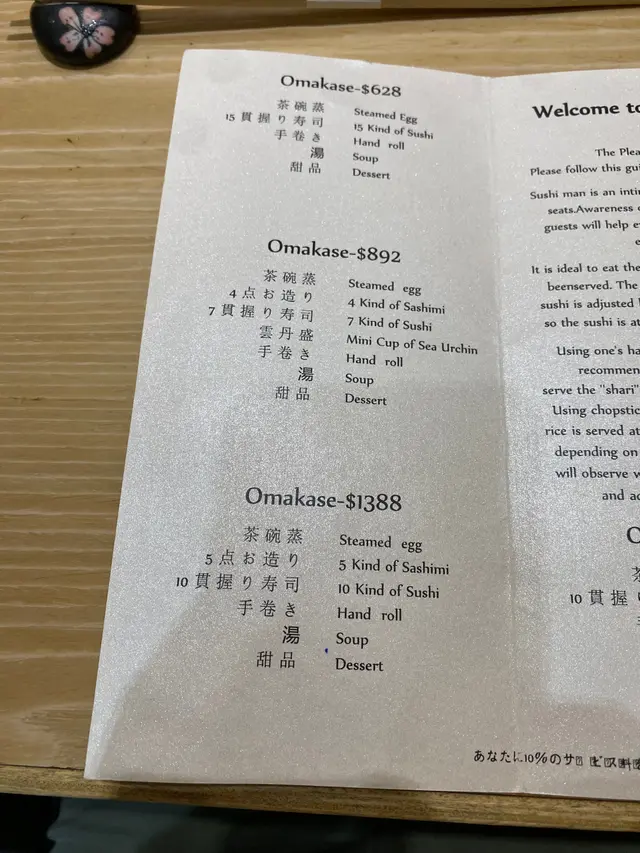 Omakase-$628
茶碗蒸 Steamed Egg
15貫握り寿司 15 Kind of Sushi
手巻き Hand roll
湯 Soup
甜品 Dessert
Omakase-$892
茶碗蒸 Steamed egg
4点お造り 4 Kind of Sashimi
7貫握り寿司 7 Kind of Sushi
雲丹盛 Mini Cup of Sea Urchin
手巻き Hand roll
湯 Soup
甜品 Dessert
Omakase-$1388
茶碗蒸 Steamed egg
5点お造り 5 Kind of Sashimi
10貫握り寿司 10 Kind of Sushi
手巻き Hand roll
湯 Soup
甜品 Dessert
Welcome to
The Plea
Please follow this gui
Sushi man is an inti
seats.Awareness
guests will help e
It is ideal to eat the
beenserved. The
sushi is adjusted
so the sushi is at
Using one's ha
recommen
serve the "shari"
Using chopstic
rice is served at
depending on
will observe w
and ac
10貫握り
あなたに10%のサ ビス料